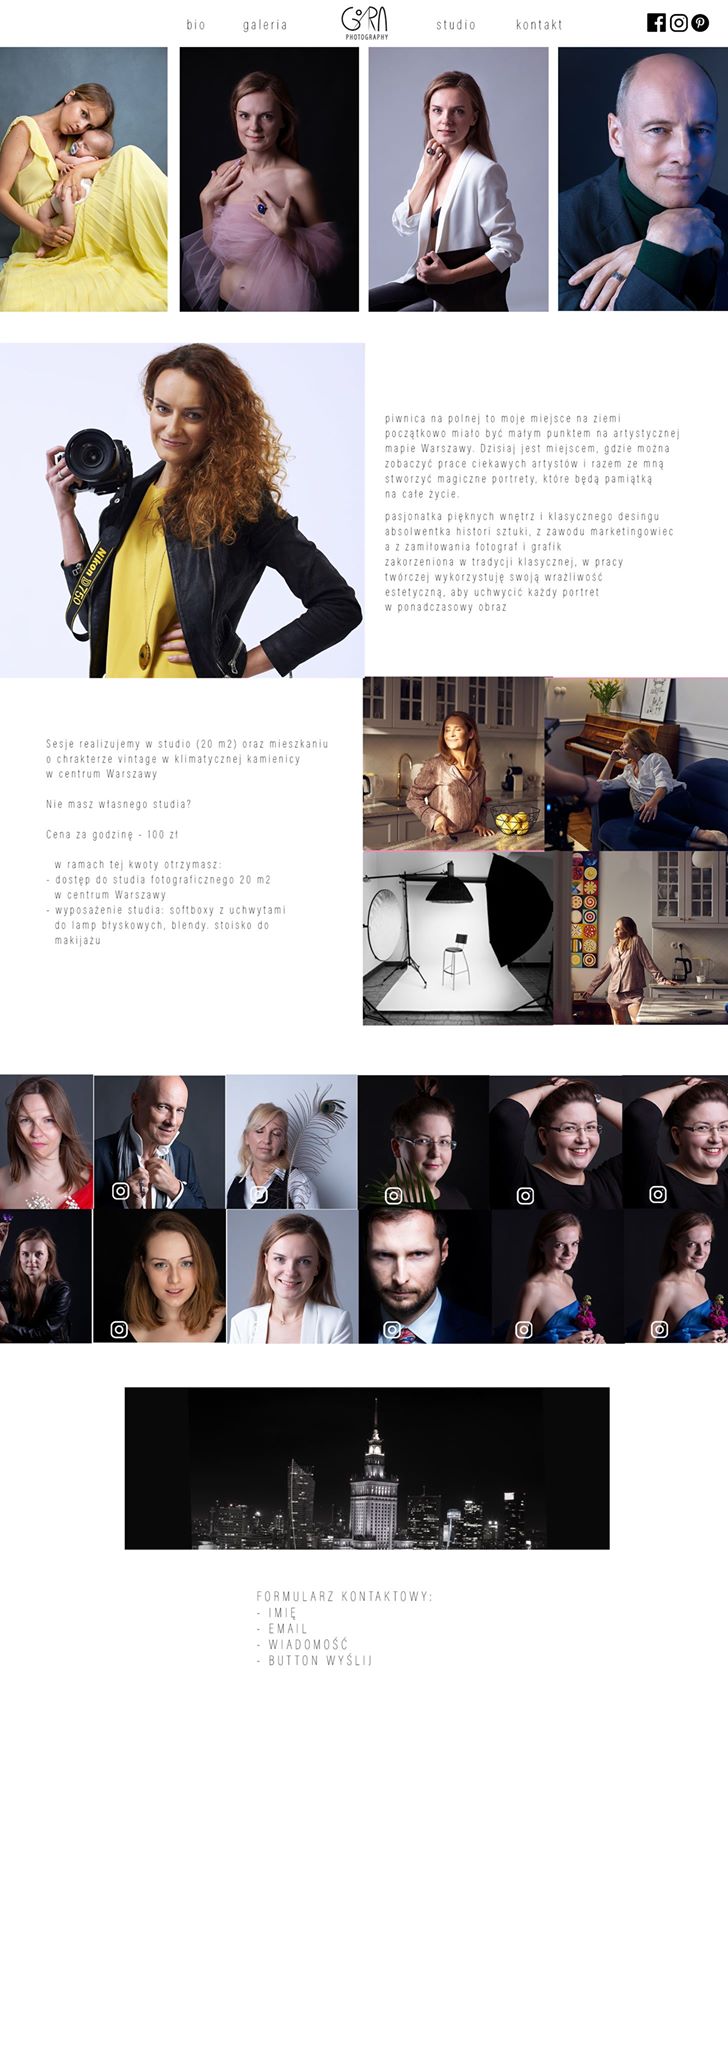 bio galeria GÓRA studio kontakt
PHOTOGRAPHY
Nikon D750
piwnica na polnej to moje miejsce na ziemi
początkowo miało być małym punktem na artystycznej
mapie Warszawy. Dzisiaj jest miejscem, gdzie można
zobaczyć prace ciekawych artystów i razem ze mną
stworzyć magiczne portrety, które będą pamiątką
na całe życie.
pasjonatka pięknych wnętrz i klasycznego desingu
absolwentka histori sztuki, z zawodu marketingowiec
a z zamiłowania fotograf i grafik
zakorzeniona w tradycji klasycznej, w pracy
twórczej wykorzystuję swoją wrażliwość
estetyczną, aby uchwycić każdy portret
w ponadczasowy obraz
Sesje realizujemy w studio (20 m2) oraz mieszkaniu
o chrakterze vintage w klimatycznej kamienicy
w centrum Warszawy
Nie masz własnego studia?
Cena za godzinę - 100 zł
w ramach tej kwoty otrzymasz:
- dostęp do studia fotograficznego 20 m2
w centrum Warszawy
- wyposażenie studia: softboxy z uchwytami
do lamp błyskowych, blendy. stoisko do
makijażu
FORMULARZ KONTAKTOWY:
- IMIĘ
- EMAIL
- WIADOMOŚĆ
- BUTTON WYŚLIJ